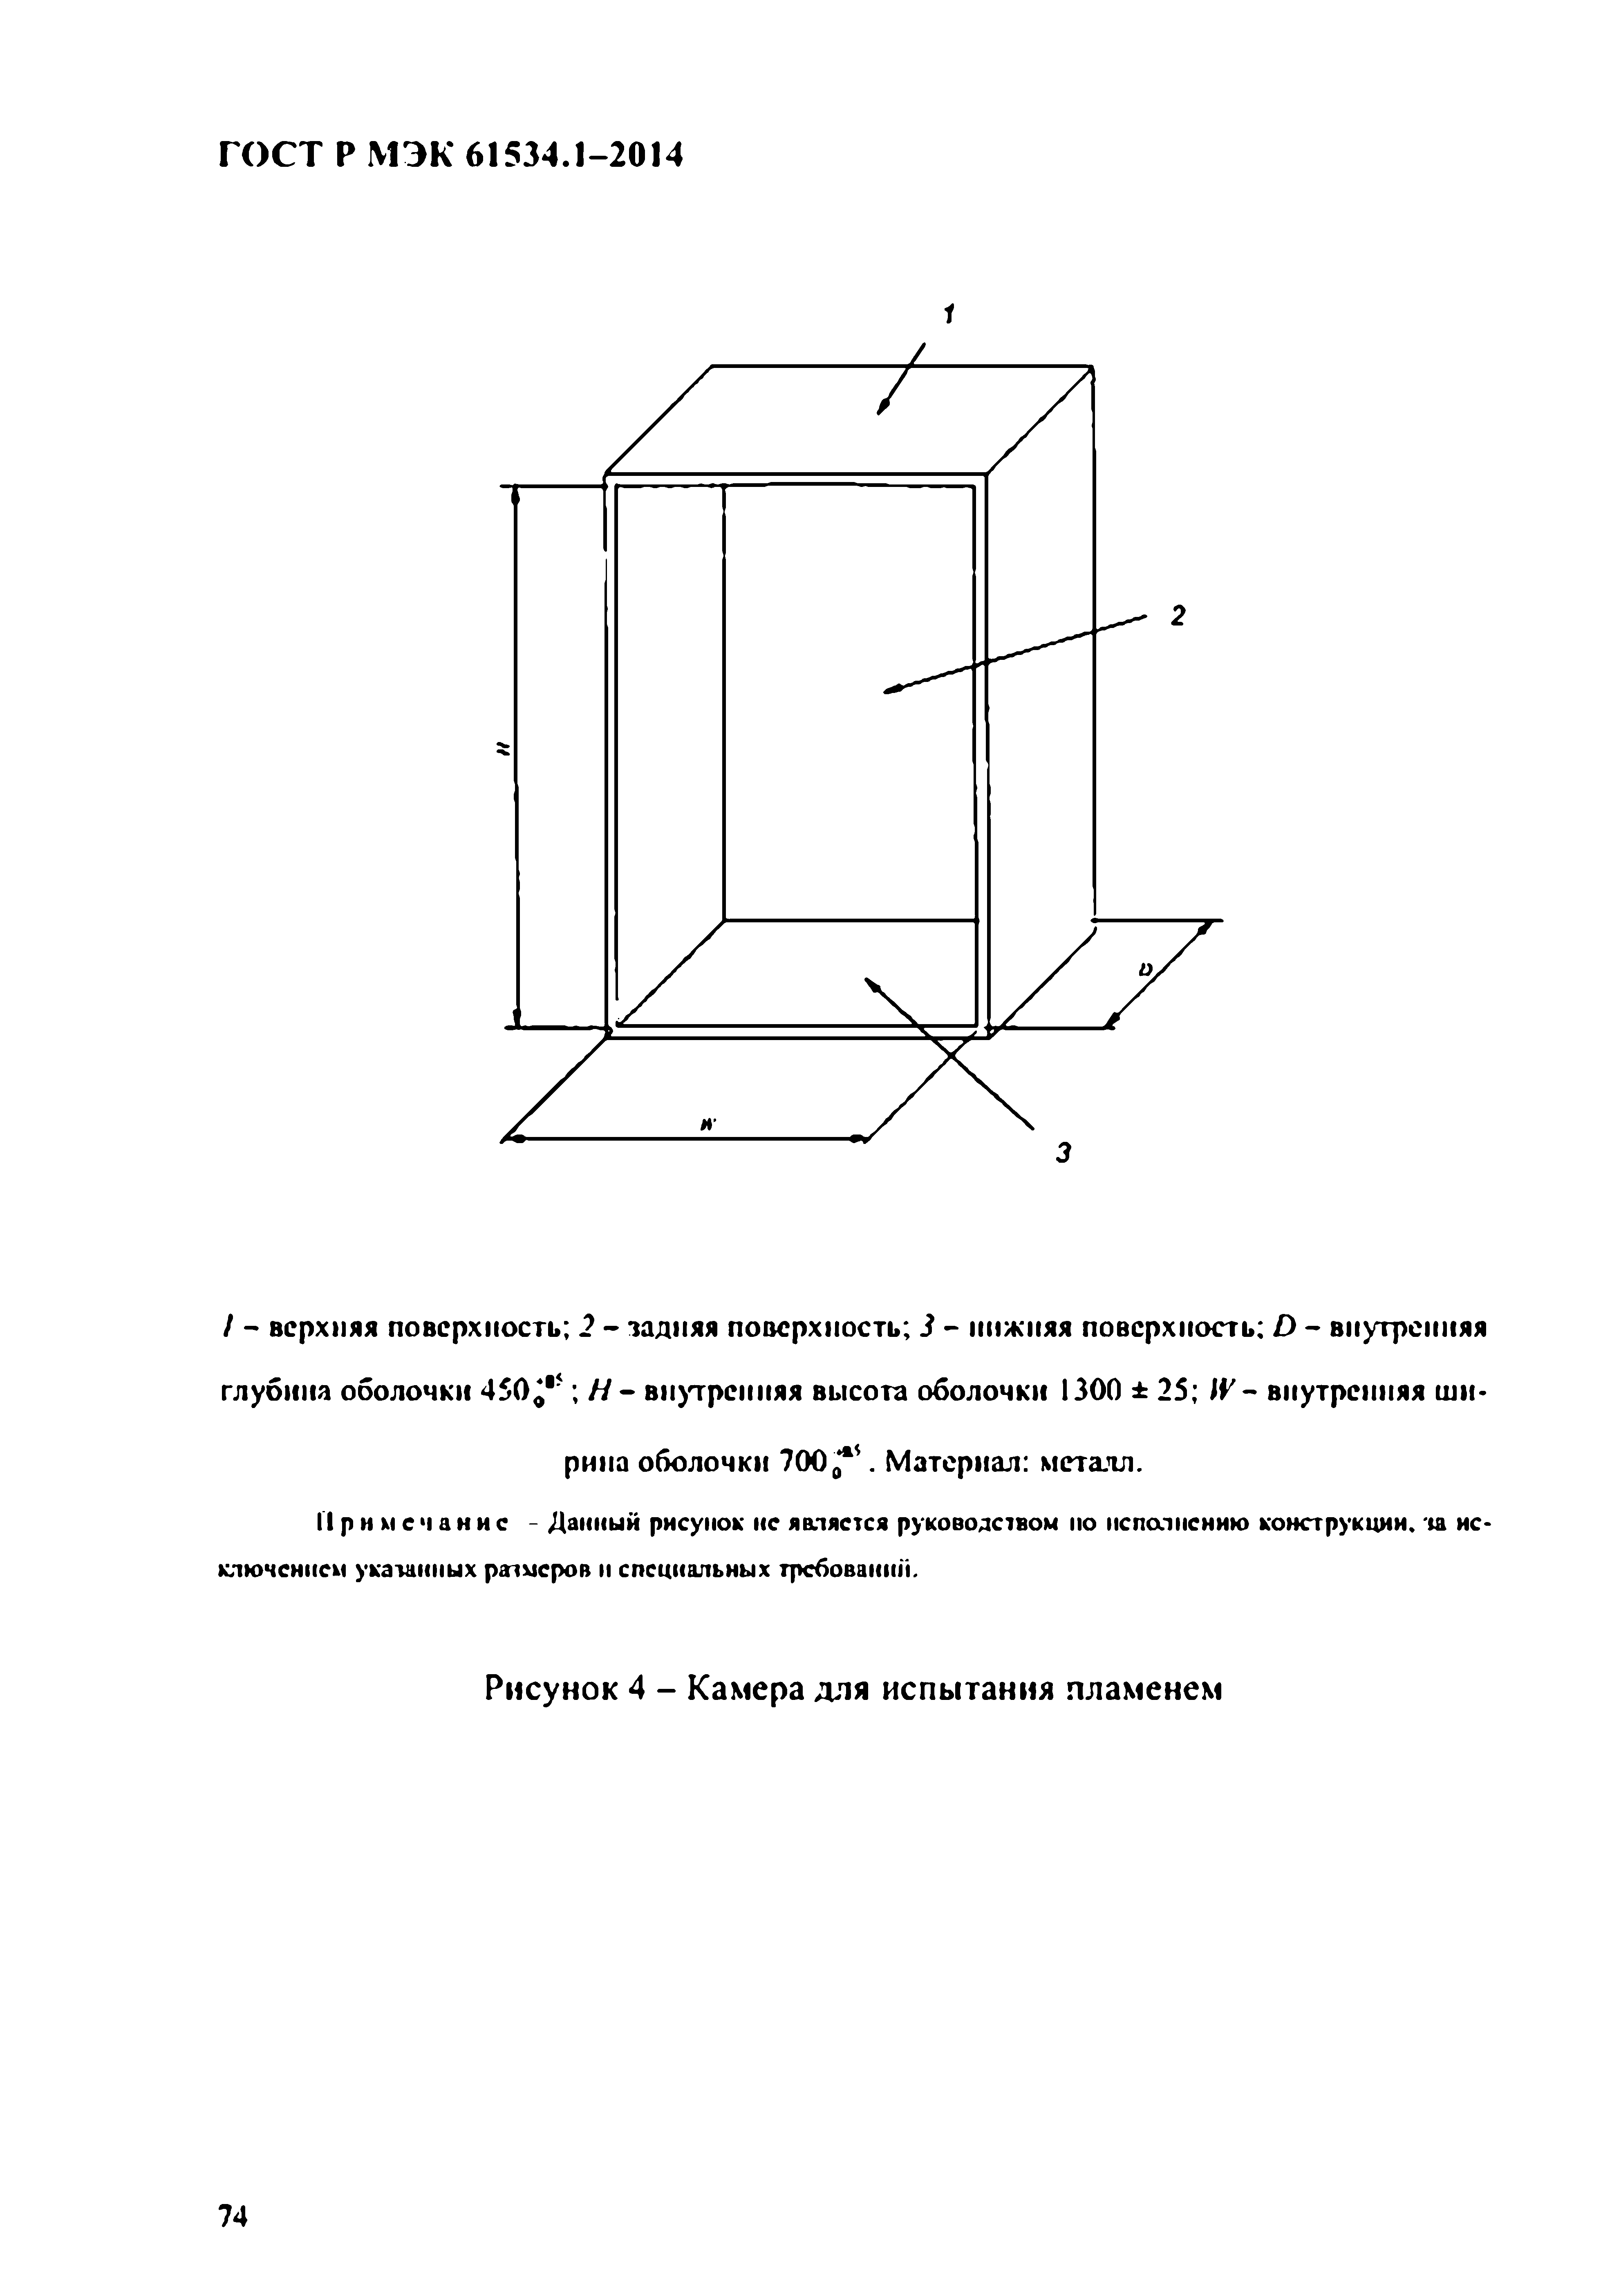 ГОСТ Р МЭК 61534.1–2014
1
2
H
D
W
3
1 – верхняя поверхность; 2 – задняя поверхность; 3 – нижняя поверхность; D – внутренняя
глубина оболочки 450 0 ; H – внутренняя высота оболочки 1300 ± 25; W – внутренняя ши-
рина оболочки 700 0 . Материал: металл.
Примечание – Данный рисунок не является руководством по исполнению конструкции, за ис-
ключением указанных размеров и специальных требований.
Рисунок 4 – Камера для испытания пламенем
74